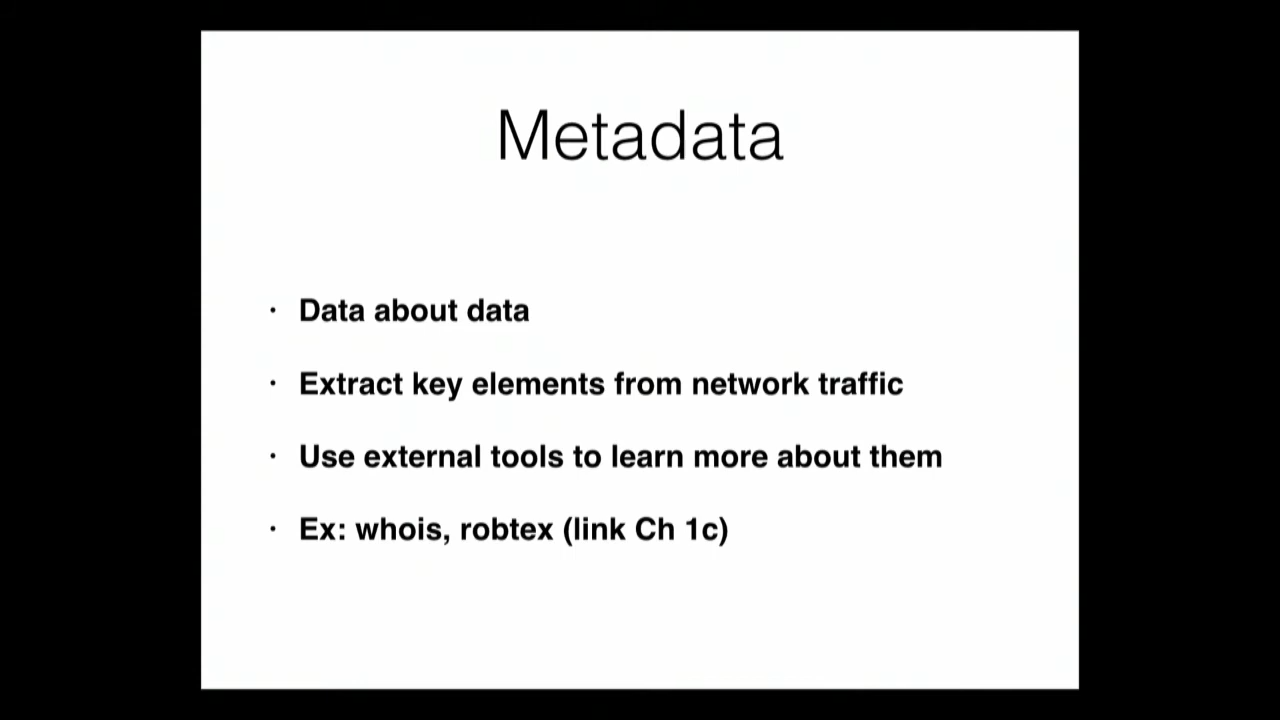 Metadata
• Data about data
• Extract key elements from network traffic
• Use external tools to learn more about them
• Ex: whois, robtex (link Ch 1c)